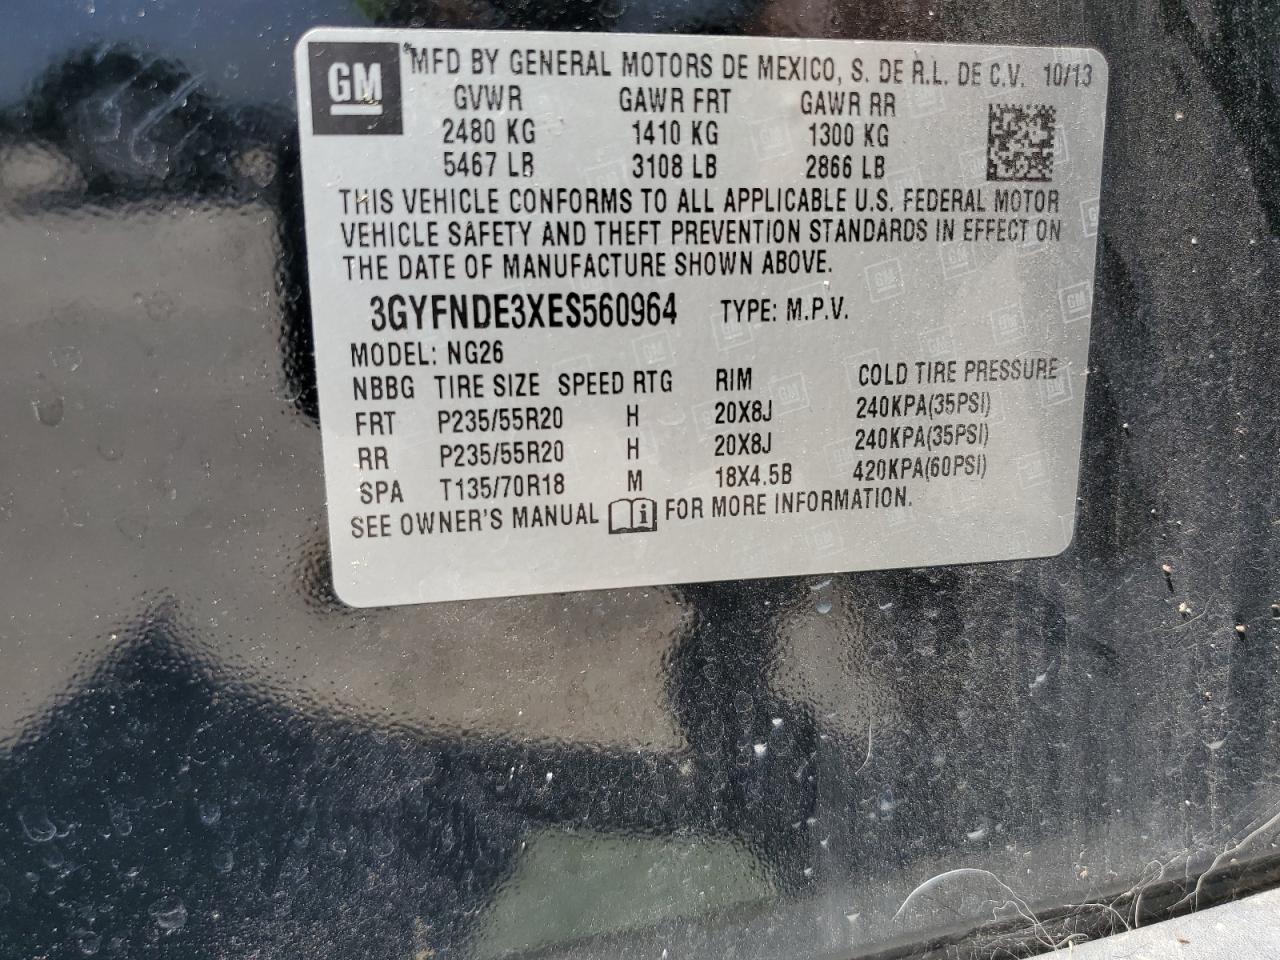 GM
*MFD BY GENERAL MOTORS DE MEXICO, S. DE R.L. DE C.V. 10/13
GVWR GAWR FRT GAWR RR
2480 KG 1410 KG 1300 KG
5467 LB 3108 LB 2866 LB
THIS VEHICLE CONFORMS TO ALL APPLICABLE U.S. FEDERAL MOTOR
VEHICLE SAFETY AND THEFT PREVENTION STANDARDS IN EFFECT ON
THE DATE OF MANUFACTURE SHOWN ABOVE.
3GYFNDE3XES560964 TYPE: M.P.V.
MODEL: NG26
NBBG TIRE SIZE SPEED RTG RIM COLD TIRE PRESSURE
FRT P235/55R20 H 20X8J 240KPA(35PSI)
RR P235/55R20 H 20X8J 240KPA(35PSI)
SPA T135/70R18 M 18X4.5B 420KPA(60PSI)
SEE OWNER'S MANUAL i FOR MORE INFORMATION.